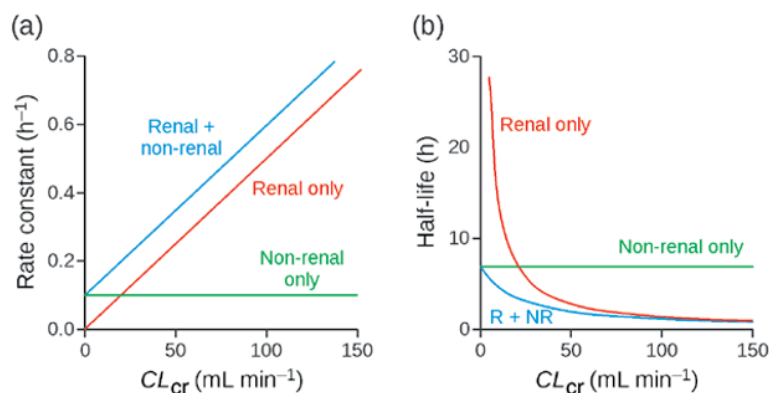 (a)
Rate constant (h⁻¹)
0.8
0.6
0.4
0.2
0.0
Renal +
non-renal
Renal only
Non-renal
only
0
50
100
150
CLcr (mL min⁻¹)
(b)
Half-life (h)
30
20
10
0
Renal only
Non-renal only
R + NR
0
50
100
150
CLcr (mL min⁻¹)